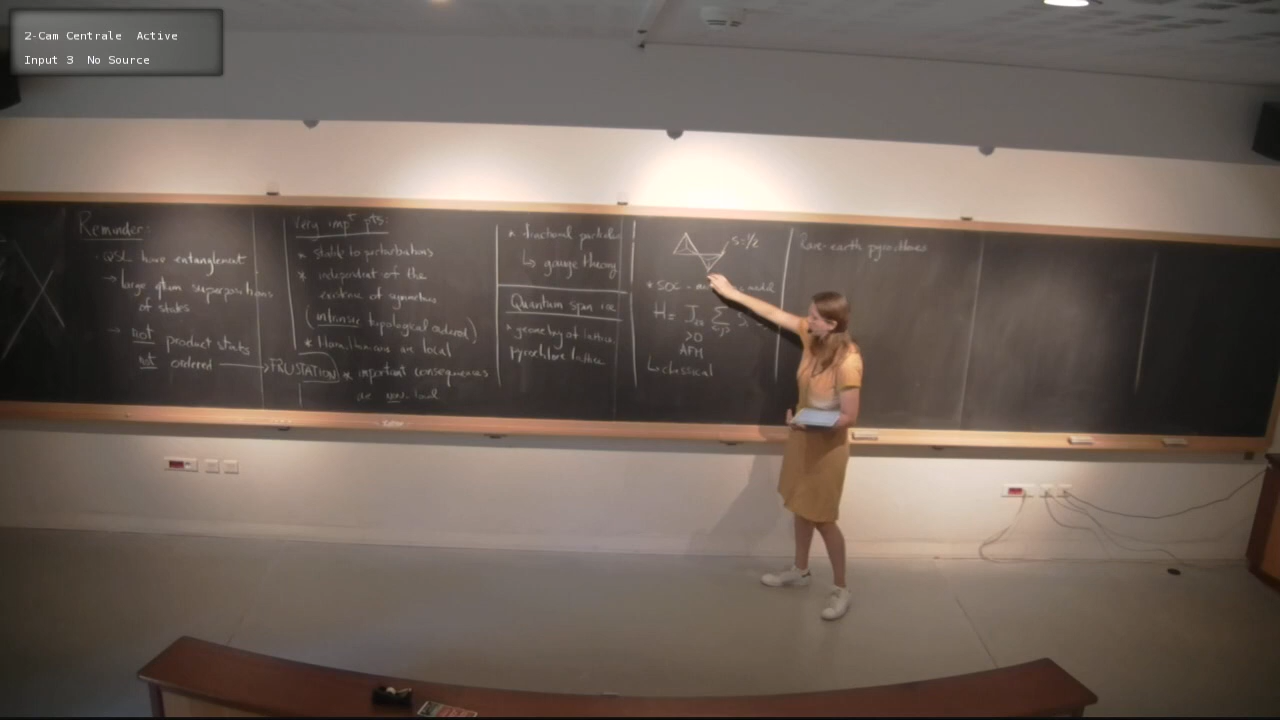 2-Cam Centrale Active
Input 3 No Source
Reminder:
· QSL have entanglement
→ large qtum superpositions
of states
→ not product states
not ordered → FRUSTATION
Very impt pts:
* stable to perturbations
* independent of the
existence of symmetries
(intrinsic topological ordered)
* Hamiltonians are local
* important consequences
are non-local
* fractional particles
↳ gauge theory
Quantum spin ice
* geometry of lattice
pyrochlore lattice
S=1/2
* SOC - model
H = J Σ
>0
AFM
↳ classical
Rare-earth pyrochlores